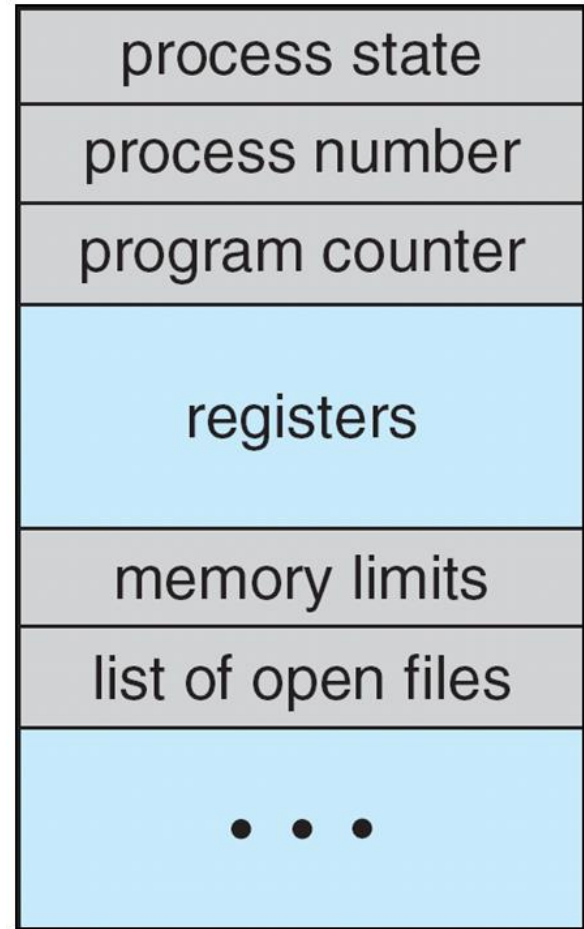 process state
process number
program counter
registers
memory limits
list of open files
• • •